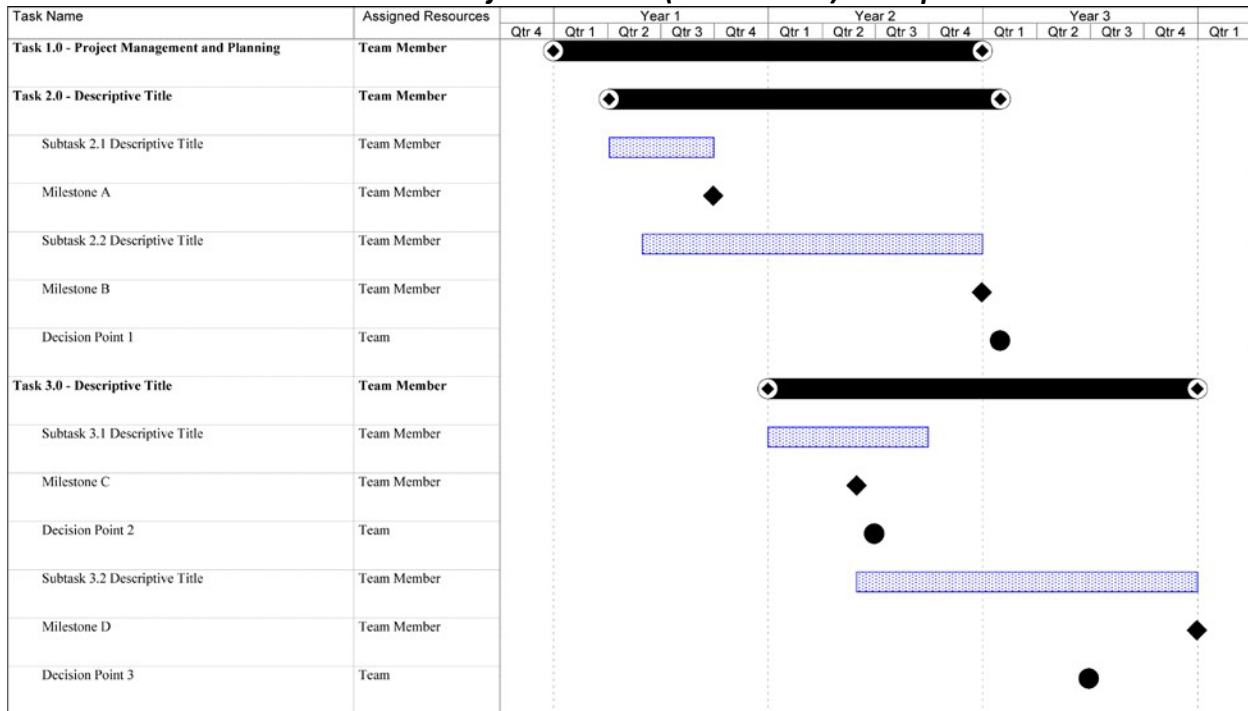 Task Name Assigned Resources Year 1 Year 2 Year 3
Qtr 4 Qtr 1 Qtr 2 Qtr 3 Qtr 4 Qtr 1 Qtr 2 Qtr 3 Qtr 4 Qtr 1 Qtr 2 Qtr 3 Qtr 4 Qtr 1
Task 1.0 - Project Management and Planning Team Member
Task 2.0 - Descriptive Title Team Member
Subtask 2.1 Descriptive Title Team Member
Milestone A Team Member
Subtask 2.2 Descriptive Title Team Member
Milestone B Team Member
Decision Point 1 Team
Task 3.0 - Descriptive Title Team Member
Subtask 3.1 Descriptive Title Team Member
Milestone C Team Member
Decision Point 2 Team
Subtask 3.2 Descriptive Title Team Member
Milestone D Team Member
Decision Point 3 Team